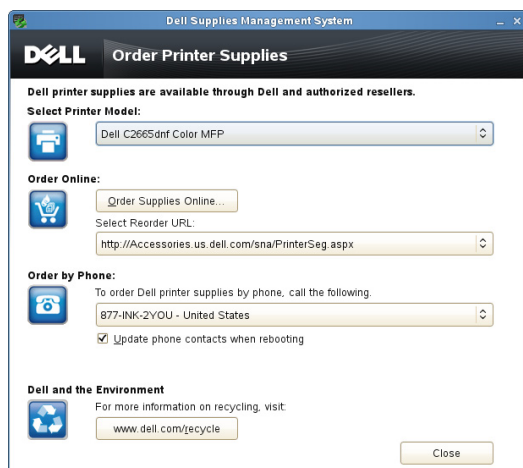 Dell Supplies Management System
DELL
Order Printer Supplies
Dell printer supplies are available through Dell and authorized resellers.
Select Printer Model:
Dell C2665dnf Color MFP
Order Online:
Order Supplies Online...
Select Reorder URL:
http://Accessories.us.dell.com/sna/PrinterSeg.aspx
Order by Phone:
To order Dell printer supplies by phone, call the following.
877-INK-2YOU - United States
Update phone contacts when rebooting
Dell and the Environment
For more information on recycling, visit:
www.dell.com/recycle
Close